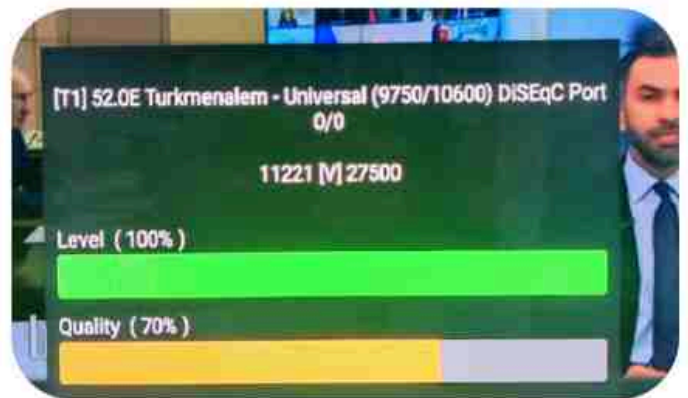 [T1] 52.0E Turkmenalem - Universal (9750/10600) DiSEqC Port
0/0
11221 [V] 27500
Level ( 100% )
Quality ( 70% )